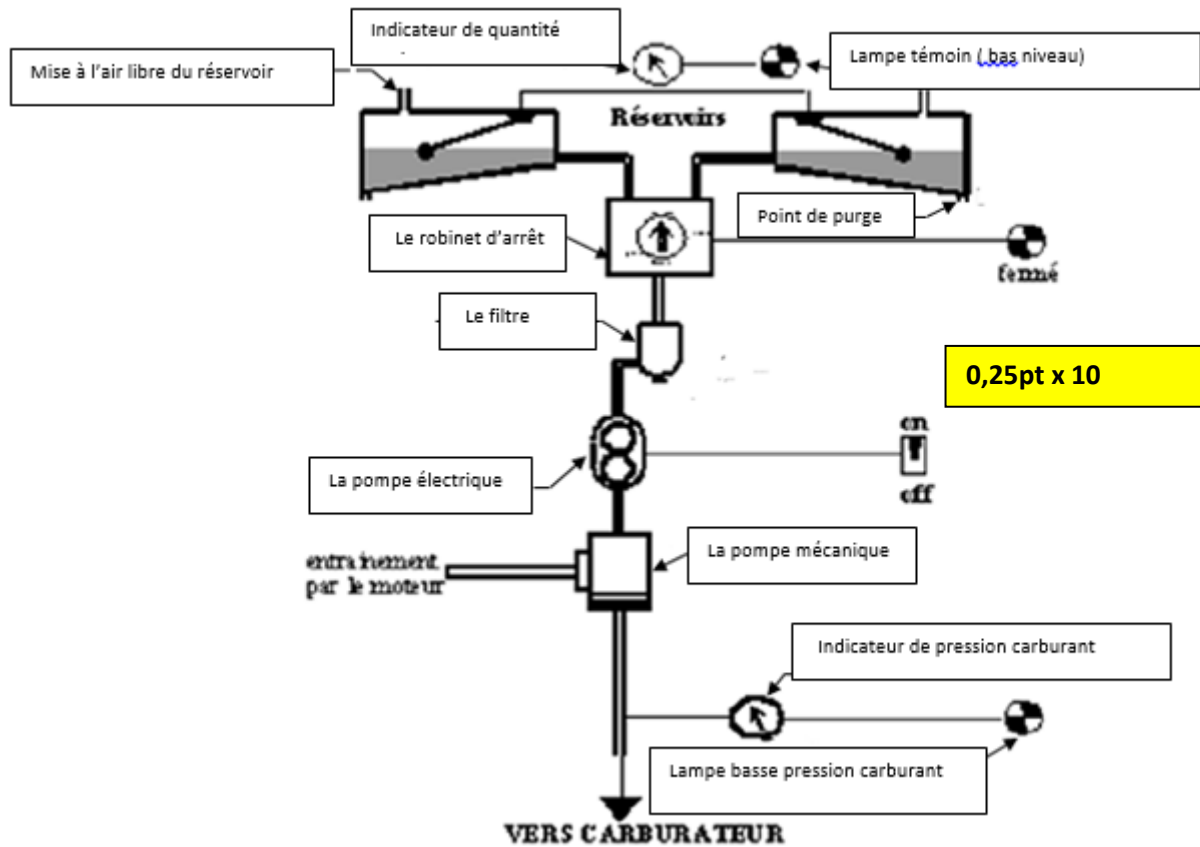 Indicateur de quantité
Lampe témoin ( bas niveau)
Mise à l’air libre du réservoir
Réservoirs
Point de purge
Le robinet d’arrêt
fermé
Le filtre
0,25pt x 10
on
off
La pompe électrique
La pompe mécanique
entrainement
par le moteur
Indicateur de pression carburant
Lampe basse pression carburant
VERS CARBURATEUR